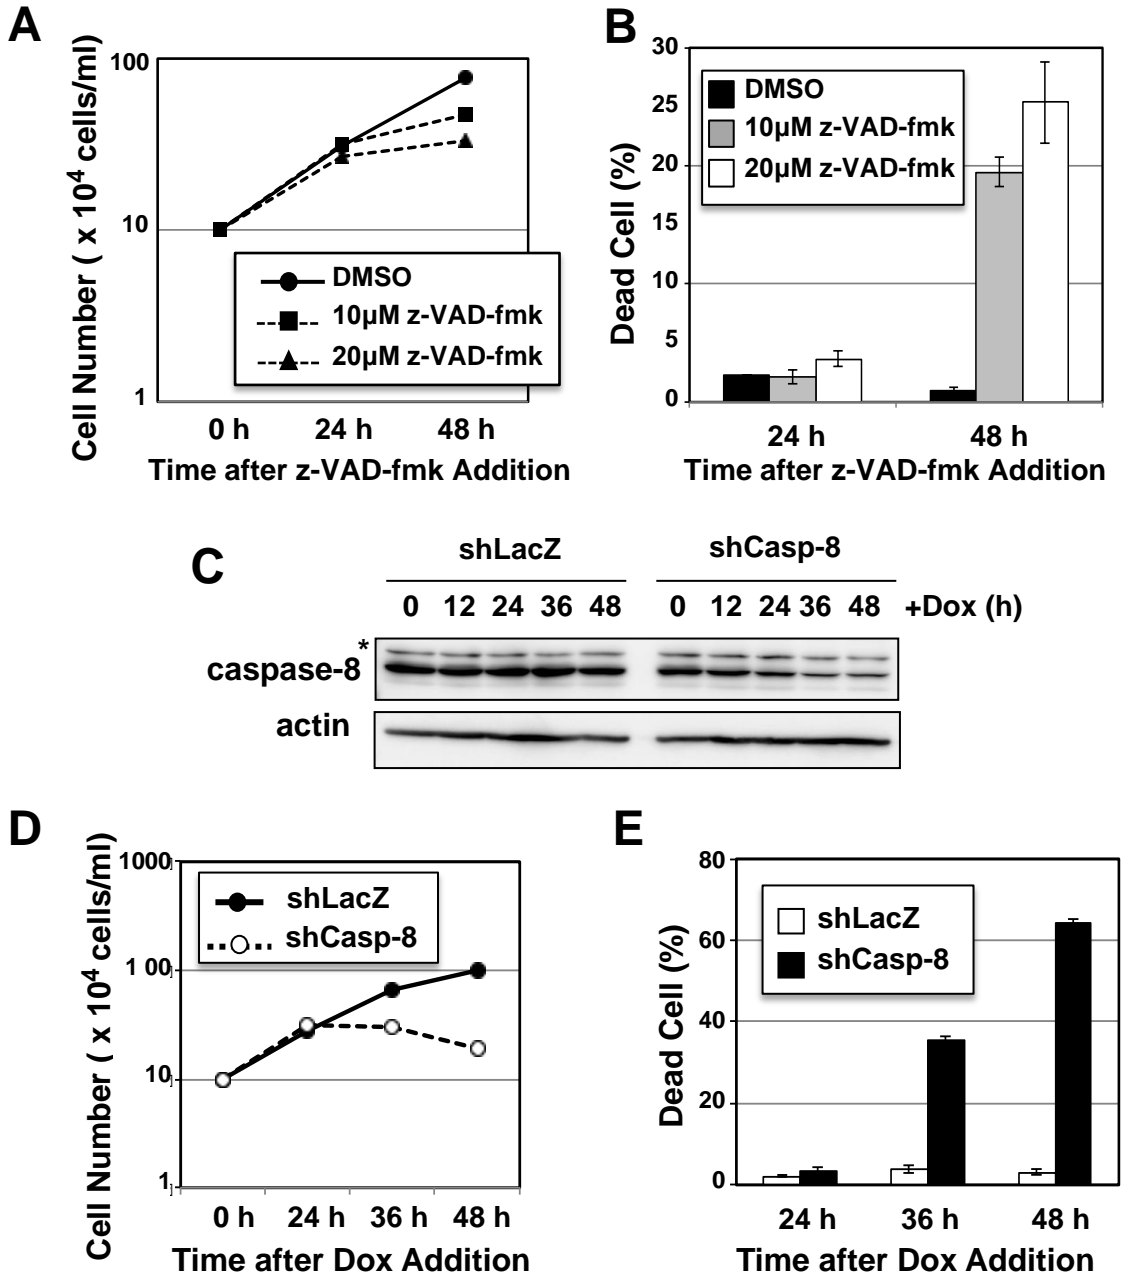 A
Cell Number ( x 10⁴ cells/ml)
100
10
1
DMSO
10µM z-VAD-fmk
20µM z-VAD-fmk
0 h 24 h 48 h
Time after z-VAD-fmk Addition
B
Dead Cell (%)
30
25
20
15
10
5
0
DMSO
10µM z-VAD-fmk
20µM z-VAD-fmk
24 h 48 h
Time after z-VAD-fmk Addition
C
shLacZ shCasp-8
0 12 24 36 48 0 12 24 36 48 +Dox (h)
*
caspase-8
actin
D
Cell Number ( x 10⁴ cells/ml)
1000
100
10
1
shLacZ
shCasp-8
0 h 24 h 36 h 48 h
Time after Dox Addition
E
Dead Cell (%)
80
60
40
20
0
shLacZ
shCasp-8
24 h 36 h 48 h
Time after Dox Addition